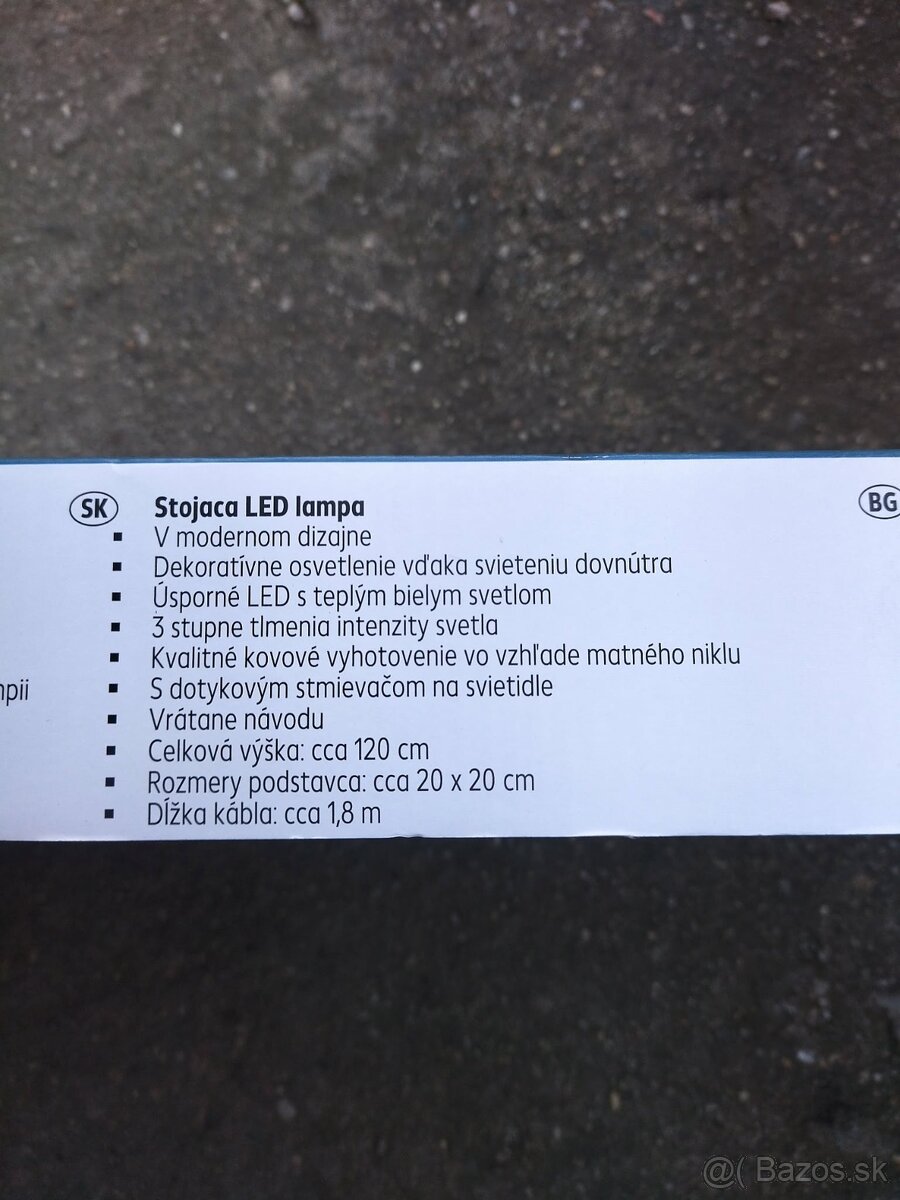 SK Stojaca LED lampa
BG
▪ V modernom dizajne
▪ Dekoratívne osvetlenie vďaka svieteniu dovnútra
▪ Úsporné LED s teplým bielym svetlom
▪ 3 stupne tlmenia intenzity svetla
▪ Kvalitné kovové vyhotovenie vo vzhľade matného niklu
▪ S dotykovým stmievačom na svietidle
▪ Vrátane návodu
▪ Celková výška: cca 120 cm
▪ Rozmery podstavca: cca 20 x 20 cm
▪ Dĺžka kábla: cca 1,8 m
@( Bazos.sk